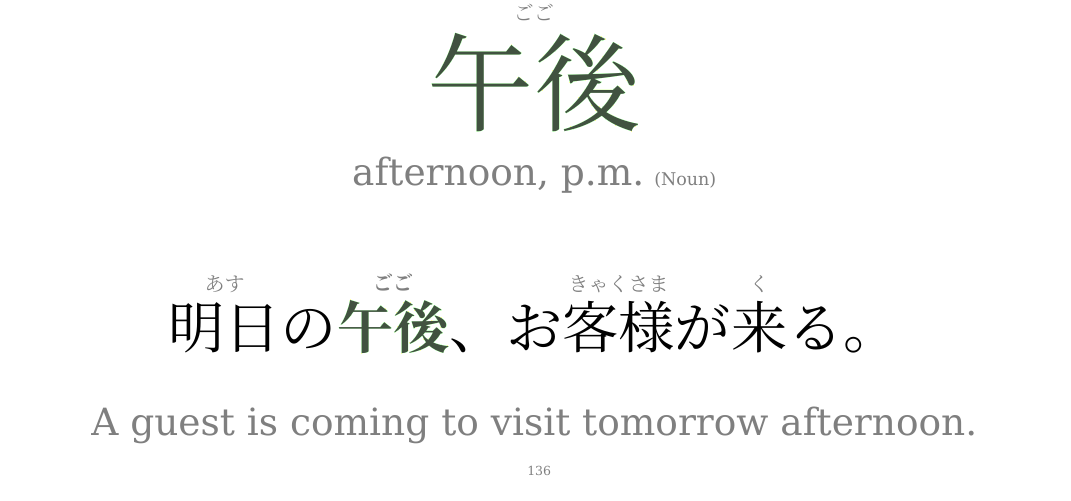 ごご
午後
afternoon, p.m. (Noun)
あす ごご きゃくさま く
明日の午後、お客様が来る。
A guest is coming to visit tomorrow afternoon.
136